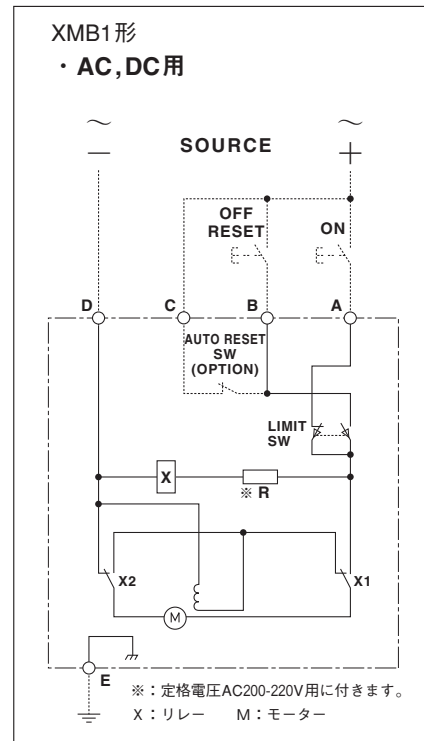 XMB1形
・AC,DC用
～ ～
— SOURCE +
OFF
RESET
ON
D C B A
AUTO RESET
SW
(OPTION)
LIMIT
SW
X
※ R
X2
X1
M
E
※：定格電圧AC200-220V用に付きます。
X：リレー M：モーター